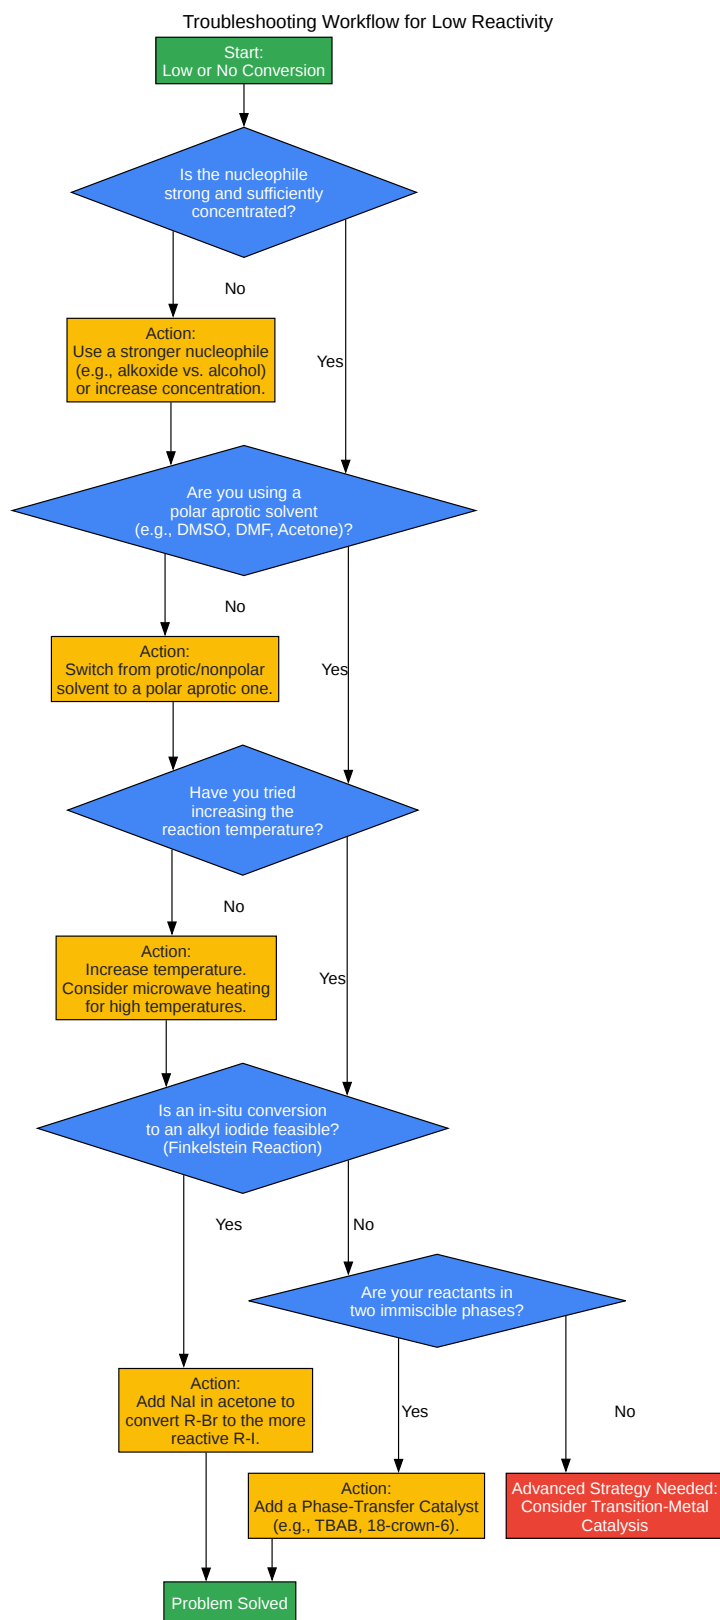 Troubleshooting Workflow for Low Reactivity
Start:
Low or No Conversion
Is the nucleophile
strong and sufficiently
concentrated?
No
Yes
Action:
Use a stronger nucleophile
(e.g., alkoxide vs. alcohol)
or increase concentration.
Are you using a
polar aprotic solvent
(e.g., DMSO, DMF, Acetone)?
No
Yes
Action:
Switch from protic/nonpolar
solvent to a polar aprotic one.
Have you tried
increasing the
reaction temperature?
No
Yes
Action:
Increase temperature.
Consider microwave heating
for high temperatures.
Is an in-situ conversion
to an alkyl iodide feasible?
(Finkelstein Reaction)
Yes
No
Are your reactants in
two immiscible phases?
Action:
Add NaI in acetone to
convert R-Br to the more
reactive R-I.
Yes
No
Action:
Add a Phase-Transfer Catalyst
(e.g., TBAB, 18-crown-6).
Advanced Strategy Needed:
Consider Transition-Metal
Catalysis
Problem Solved